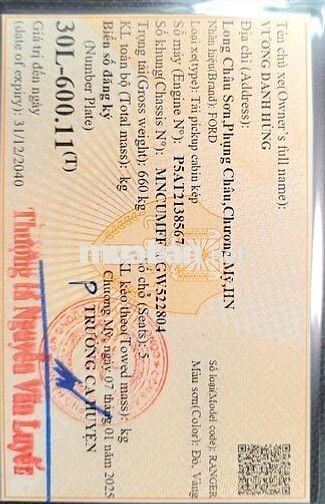 Tên chủ xe(Owner's full name):
VƯƠNG DANH HÙNG
Địa chỉ (Address):
Long Châu Sơn,Phụng Châu,Chương Mỹ,HN
Nhãn hiệu(Brand): FORD
Số loại(Model code): RANGER
Loại xe(type): Tải pickup cabin kép
Màu sơn(Color): Đỏ, Vàng
Số máy (Engine Nº): P5AT2138567
Số khung(Chassis Nº): MNCUMFF GW522804
Trọng tải(Gross weight): 660 kg
Số chỗ (Seats): 5
KL toàn bộ (Total mass): kg
KL kéo theo(Towed mass): kg
Biển số đăng ký
(Number Plate)
Chương Mỹ, ngày 07 tháng 01 năm 2025
P TRƯỞNG CA HUYỆN
30L-600.11(T)
Giá trị đến ngày
(date of expiry): 31/12/2040
Thượng tá Nguyễn Văn Luyến